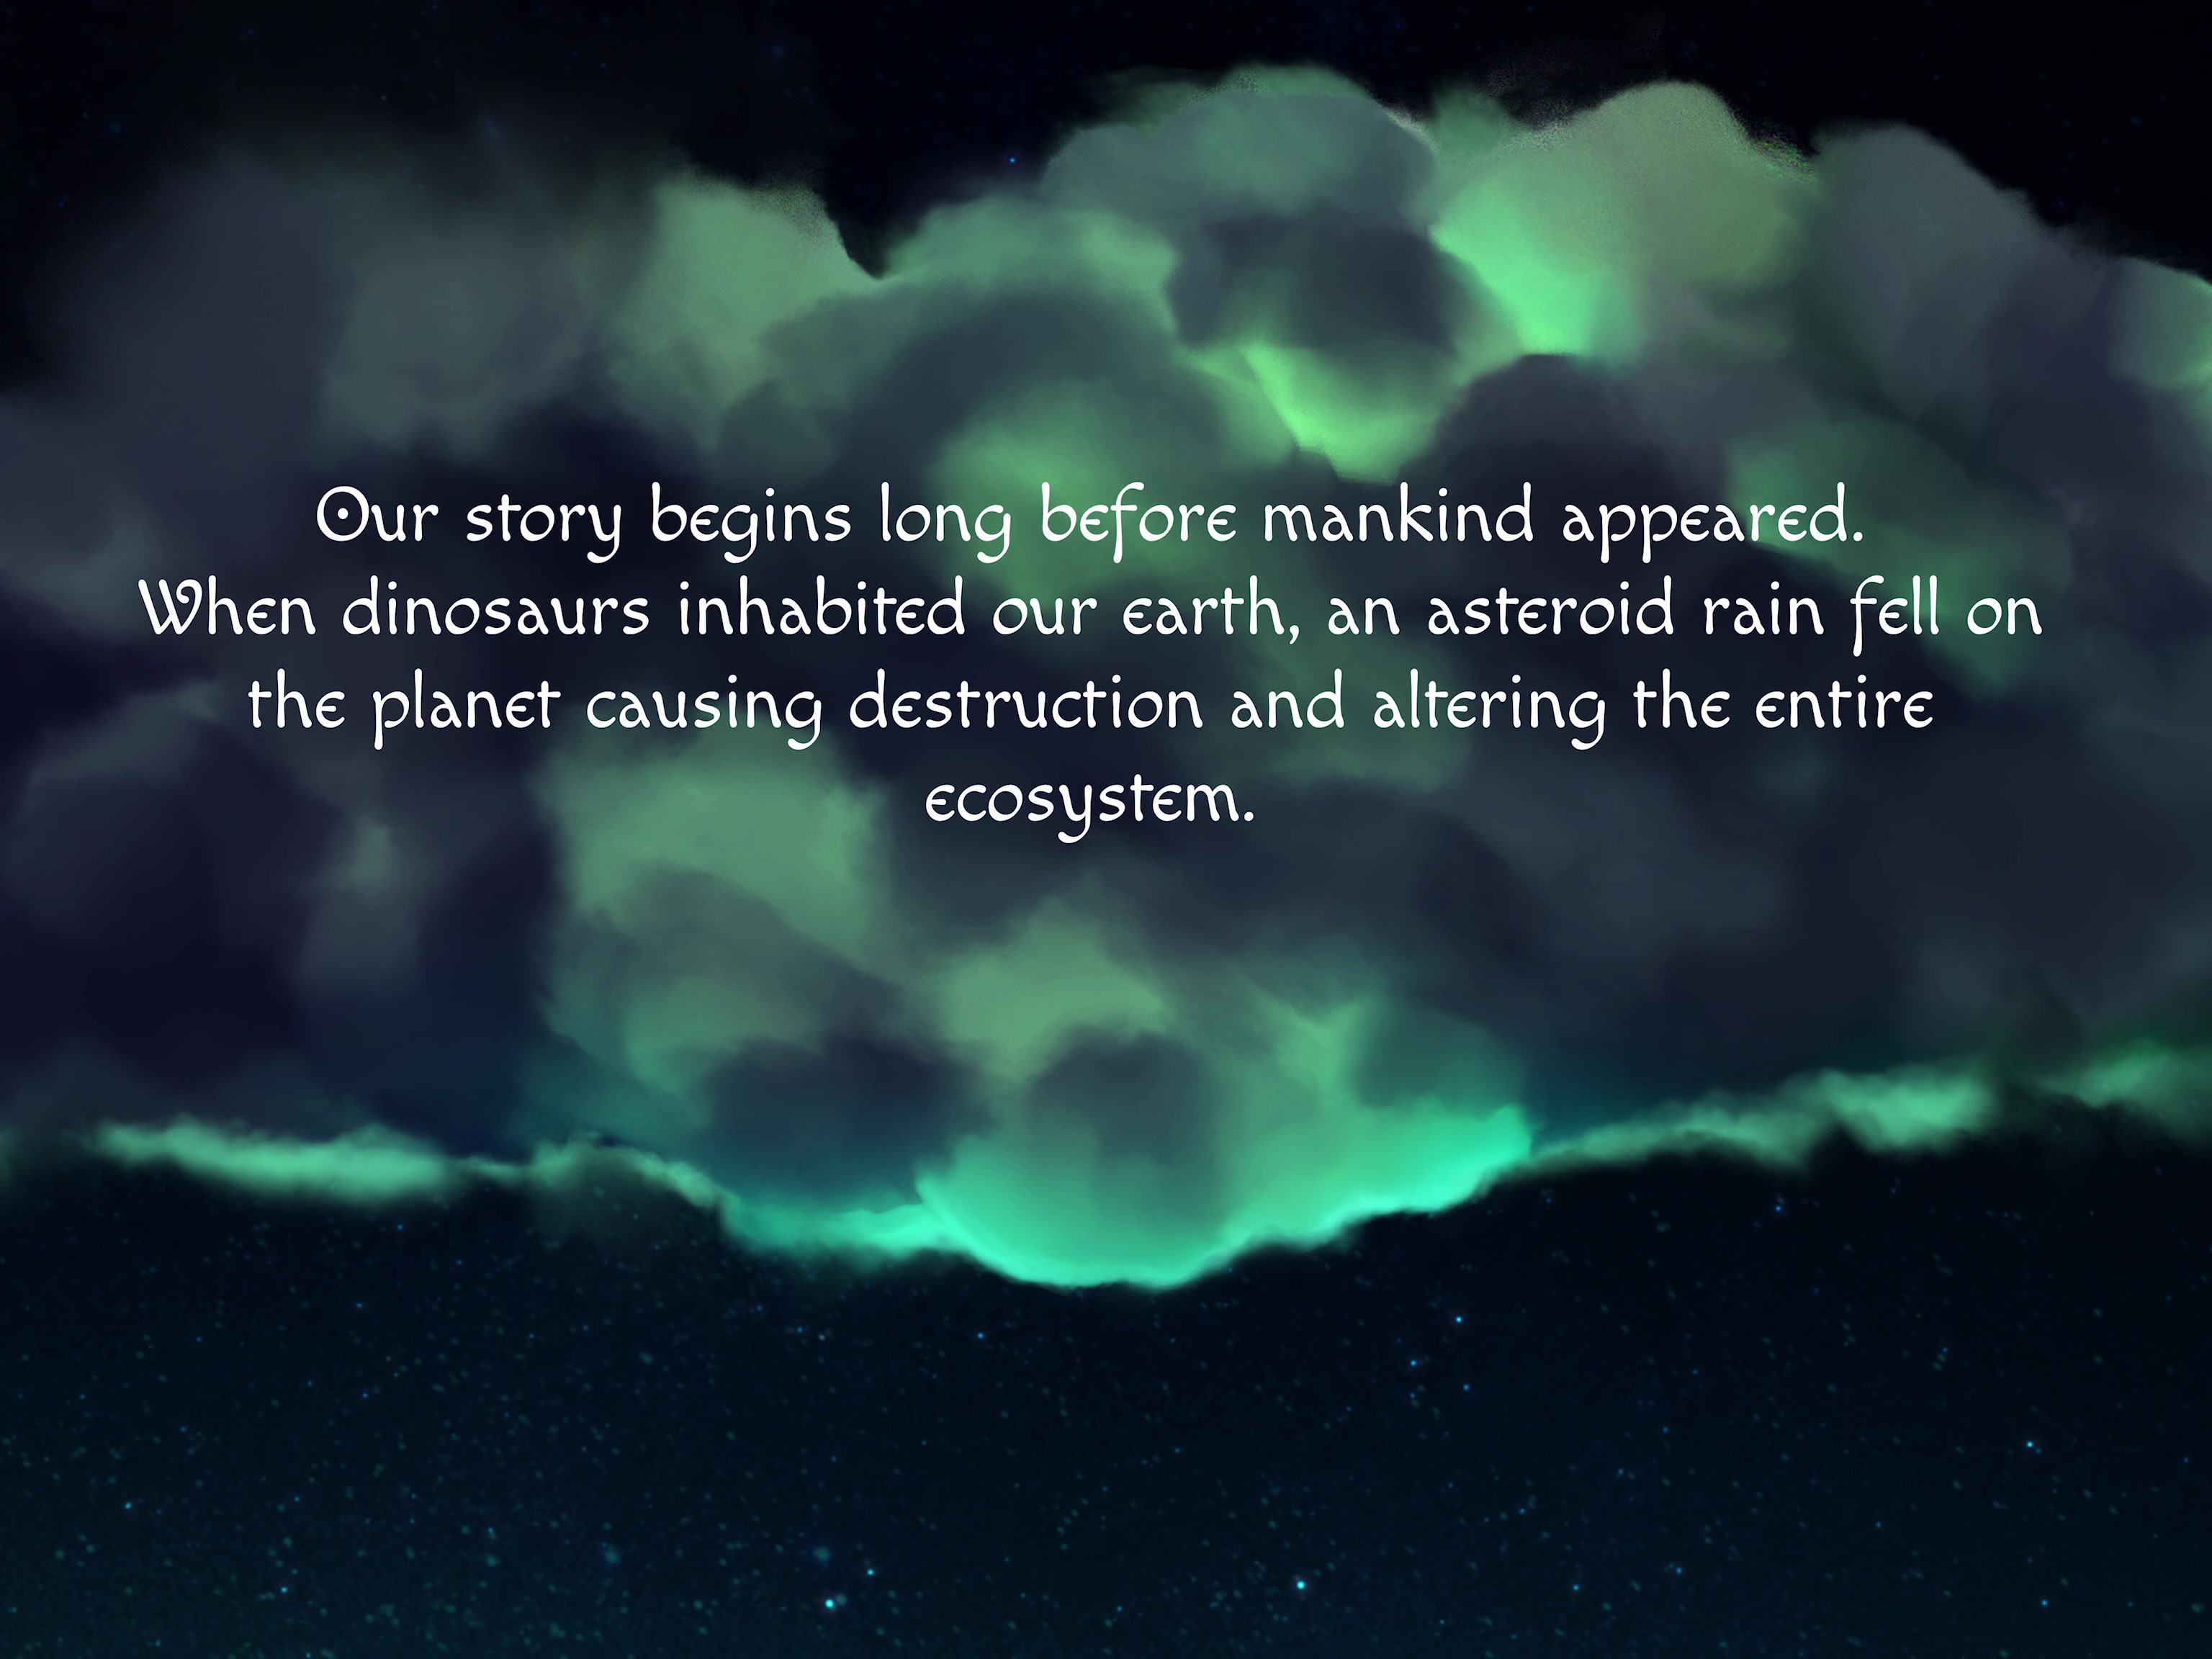 Our story begins long before mankind appeared.
When dinosaurs inhabited our earth, an asteroid rain fell on
the planet causing destruction and altering the entire
ecosystem.